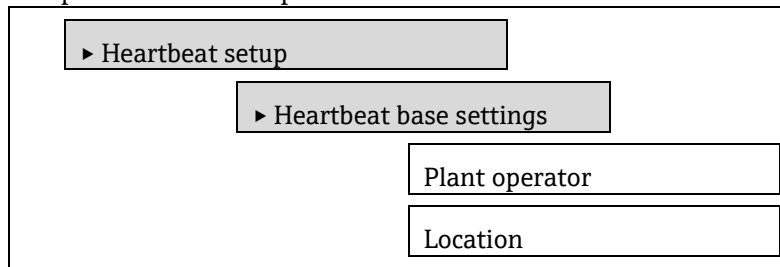 ▸ Heartbeat setup
▸ Heartbeat base settings
Plant operator
Location